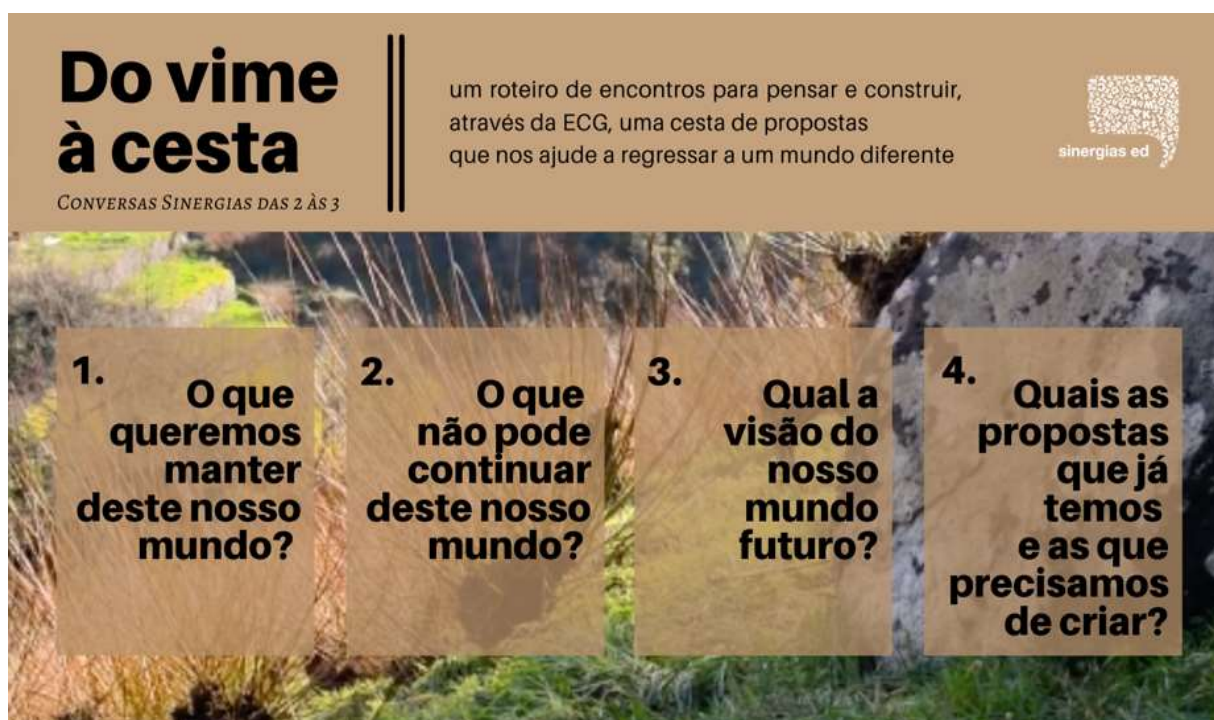 Do vime
à cesta
CONVERSAS SINERGIAS DAS 2 ÀS 3
um roteiro de encontros para pensar e construir,
através da ECG, uma cesta de propostas
que nos ajude a regressar a um mundo diferente
sinergias ed
1.
O que
queremos
manter
deste nosso
mundo?
2.
O que
não pode
continuar
deste nosso
mundo?
3.
Qual a
visão do
nosso
mundo
futuro?
4.
Quais as
propostas
que já
temos
e as que
precisamos
de criar?